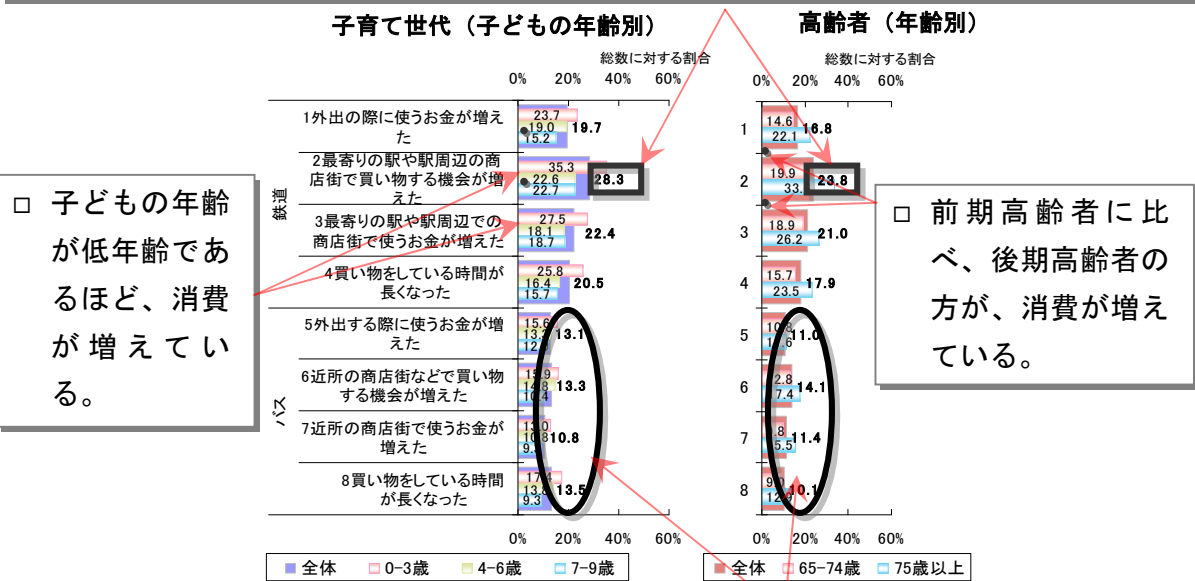 子育て世代（子どもの年齢別）
高齢者（年齢別）
総数に対する割合
総数に対する割合
0% 20% 40% 60%
0% 20% 40% 60%
鉄道
1外出の際に使うお金が増え
た
23.7
19.0
15.2
19.7
2最寄りの駅や駅周辺の商
店街で買い物する機会が増
えた
35.3
22.6
22.7
28.3
3最寄りの駅や駅周辺での
商店街で使うお金が増えた
27.5
18.1
18.7
22.4
4買い物をしている時間が
長くなった
25.8
16.4
15.7
20.5
バス
5外出する際に使うお金が増
えた
15.6
13.1
6近所の商店街などで買い物
する機会が増えた
15.9
14.8
10.4
13.3
7近所の商店街で使うお金が
増えた
13.0
10.8
10.8
8買い物をしている時間
が長くなった
17.4
13.8
9.3
13.5
1
14.6
22.1
16.8
2
19.9
23.8
3
18.9
26.2
21.0
4
15.7
23.5
17.9
5
11.0
6
14.1
7
11.4
8
10.1
0% 20% 40% 60%
0% 20% 40% 60%
全体 0-3歳 4-6歳 7-9歳
全体 65-74歳 75歳以上
□ 子どもの年齢
が低年齢であ
るほど、消費
が増えてい
る。
□ 前期高齢者に比
べ、後期高齢者の
方が、消費が増え
ている。